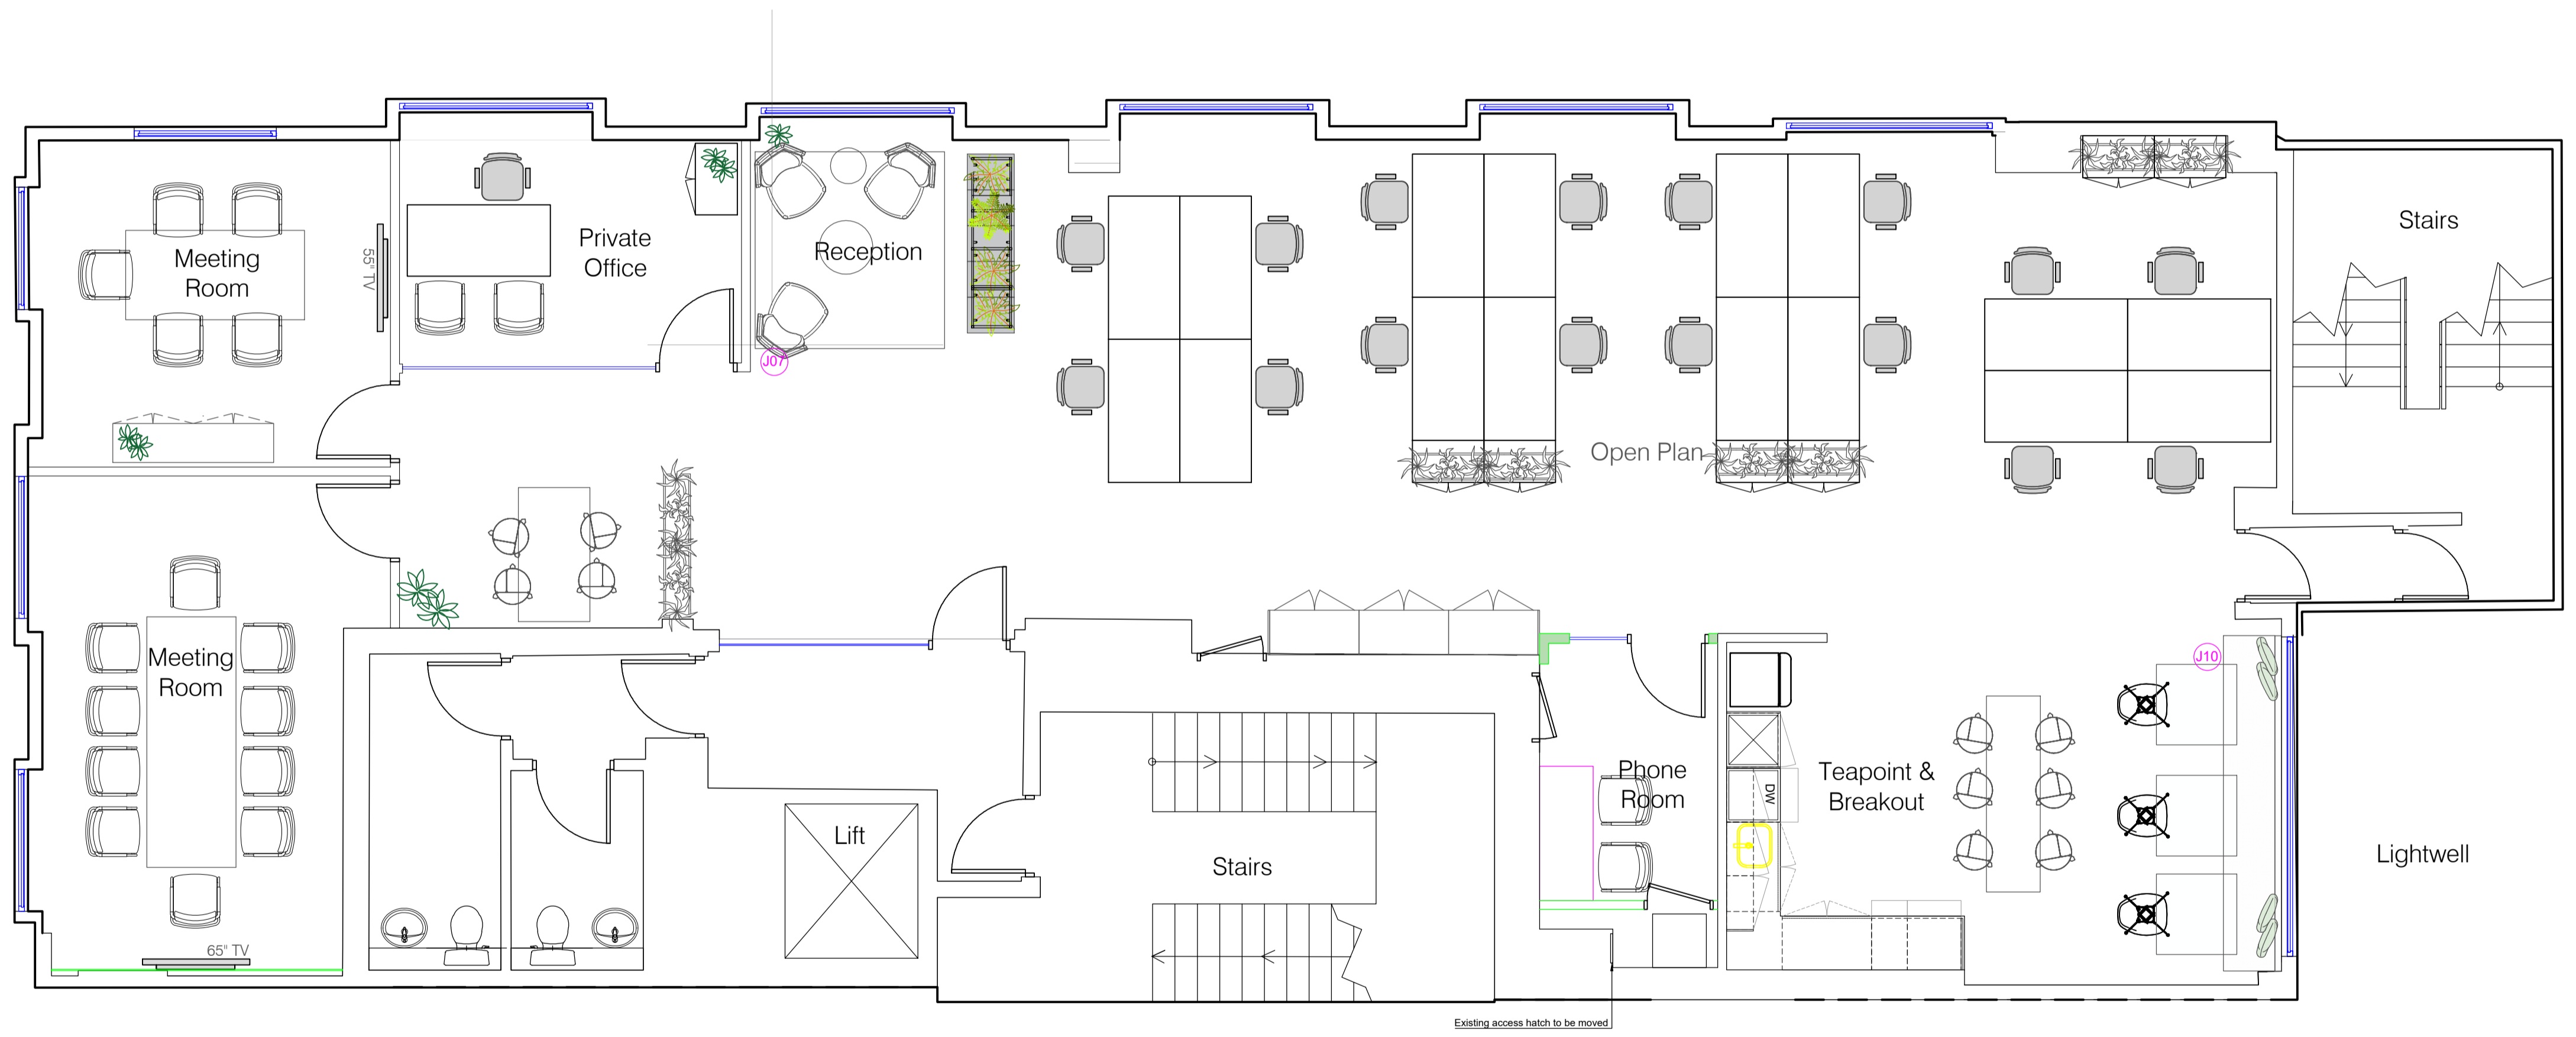 Meeting
Room
55" TV
Private
Office
Reception
J07
Open Plan
Stairs
Meeting
Room
65" TV
Lift
Stairs
Phone
Room
DW
Teapoint &
Breakout
J10
Lightwell
Existing access hatch to be moved